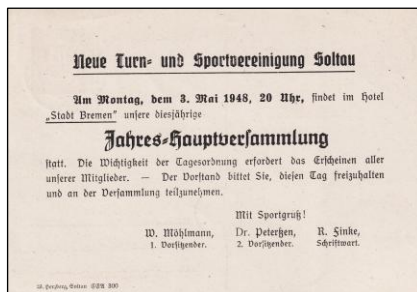 Neue Turn- und Sportvereinigung Soltau
Am Montag, dem 3. Mai 1948, 20 Uhr, findet im Hotel
„Stadt Bremen" unsere diesjährige
Jahres-Hauptversammlung
statt. Die Wichtigkeit der Tagesordnung erfordert das Erscheinen aller
unserer Mitglieder. — Der Vorstand bittet Sie, diesen Tag freizuhalten
und an der Versammlung teilzunehmen.
Mit Sportgruß!
W. Möhlmann, Dr. Peterßen, R. Finke,
1. Vorsitzender. 2. Vorsitzender. Schriftwart.
Soltau 300